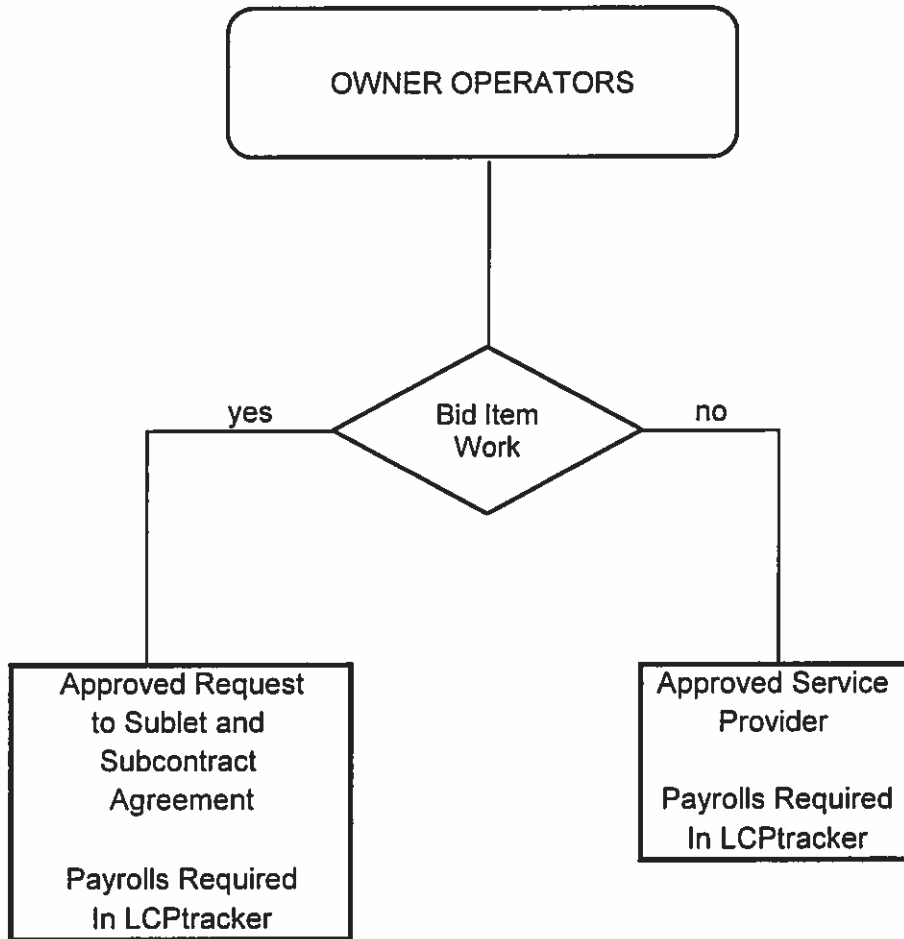 OWNER OPERATORS
yes
Bid Item
Work
no
Approved Request
to Sublet and
Subcontract
Agreement
Payrolls Required
In LCPtracker
Approved Service
Provider
Payrolls Required
In LCPtracker